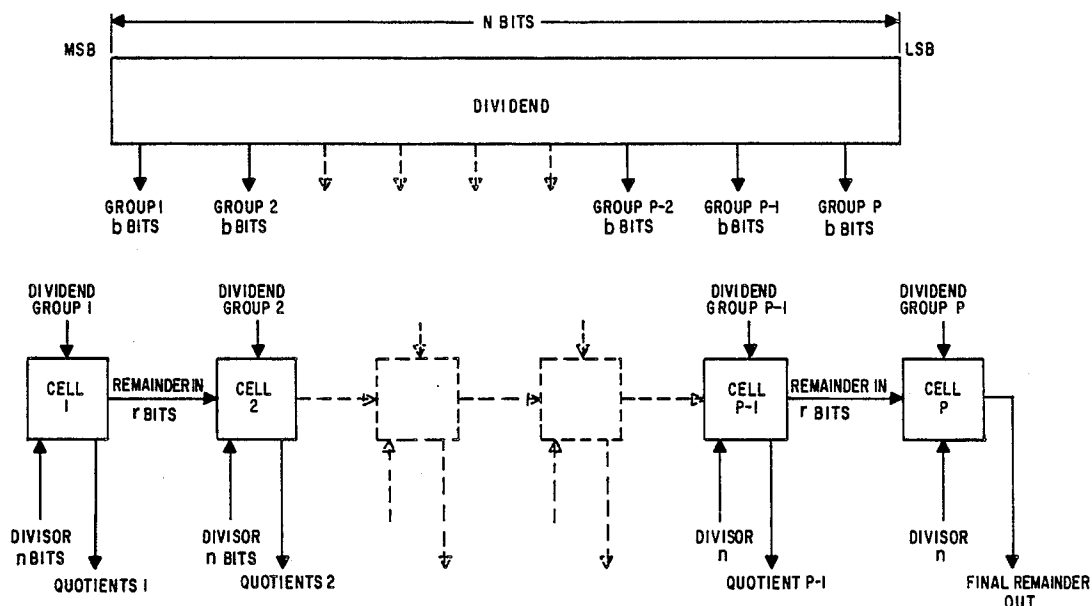 N BITS
MSB
LSB
DIVIDEND
GROUP 1
b BITS
GROUP 2
b BITS
GROUP P-2
b BITS
GROUP P-1
b BITS
GROUP P
b BITS
DIVIDEND
GROUP 1
DIVIDEND
GROUP 2
DIVIDEND
GROUP P-1
DIVIDEND
GROUP P
CELL
1
REMAINDER IN
r BITS
CELL
2
CELL
P-1
REMAINDER IN
r BITS
CELL
P
DIVISOR
n BITS
DIVISOR
n BITS
DIVISOR
n
DIVISOR
n
QUOTIENTS 1
QUOTIENTS 2
QUOTIENT P-1
FINAL REMAINDER
OUT